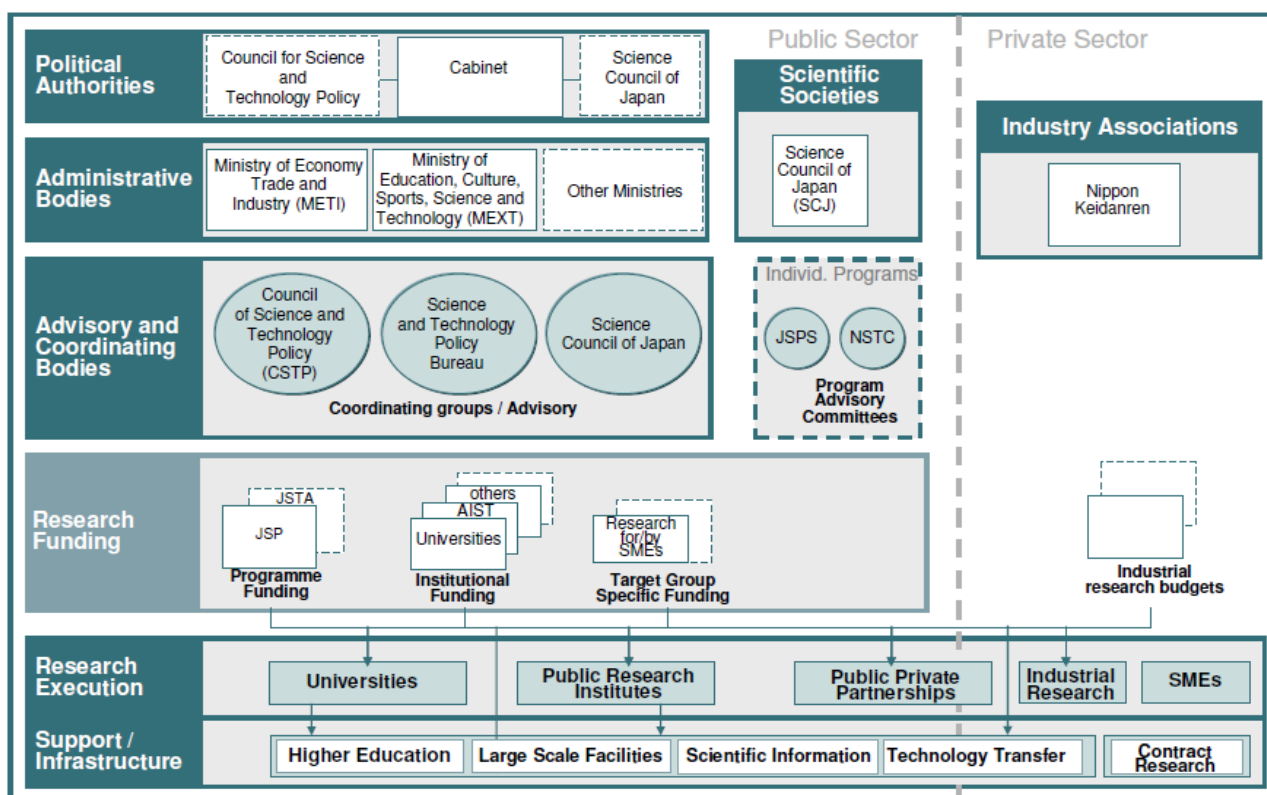 Public Sector
Private Sector
Political
Authorities
Council for Science
and
Technology Policy
Cabinet
Science
Council of
Japan
Scientific
Societies
Science
Council of
Japan
(SCJ)
Industry Associations
Nippon
Keidanren
Administrative
Bodies
Ministry of Economy
Trade and
Industry (METI)
Ministry of
Education, Culture,
Sports, Science and
Technology (MEXT)
Other Ministries
Advisory and
Coordinating
Bodies
Council
of Science and
Technology
Policy
(CSTP)
Science
and Technology
Policy
Bureau
Science
Council of Japan
Coordinating groups / Advisory
Individ. Programs
JSPS
NSTC
Program
Advisory
Committees
Research
Funding
JSTA
JSP
Programme
Funding
others
AIST
Universities
Institutional
Funding
Research
for/by
SMEs
Target Group
Specific Funding
Industrial
research budgets
Research
Execution
Universities
Public Research
Institutes
Public Private
Partnerships
Industrial
Research
SMEs
Support /
Infrastructure
Higher Education
Large Scale Facilities
Scientific Information
Technology Transfer
Contract
Research